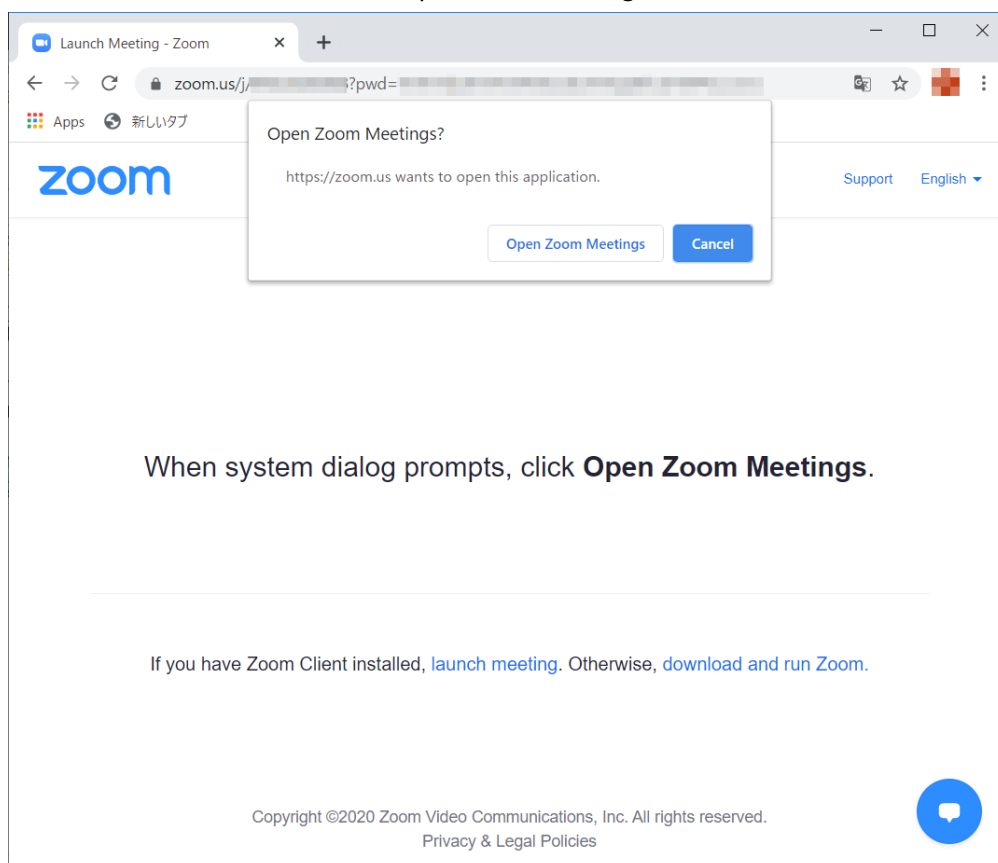 Launch Meeting - Zoom
zoom.us/j/ ?pwd=
Apps 新しいタブ
Open Zoom Meetings?
https://zoom.us wants to open this application.
Open Zoom Meetings Cancel
zoom Support English
When system dialog prompts, click Open Zoom Meetings.
If you have Zoom Client installed, launch meeting. Otherwise, download and run Zoom.
Copyright ©2020 Zoom Video Communications, Inc. All rights reserved.
Privacy & Legal Policies